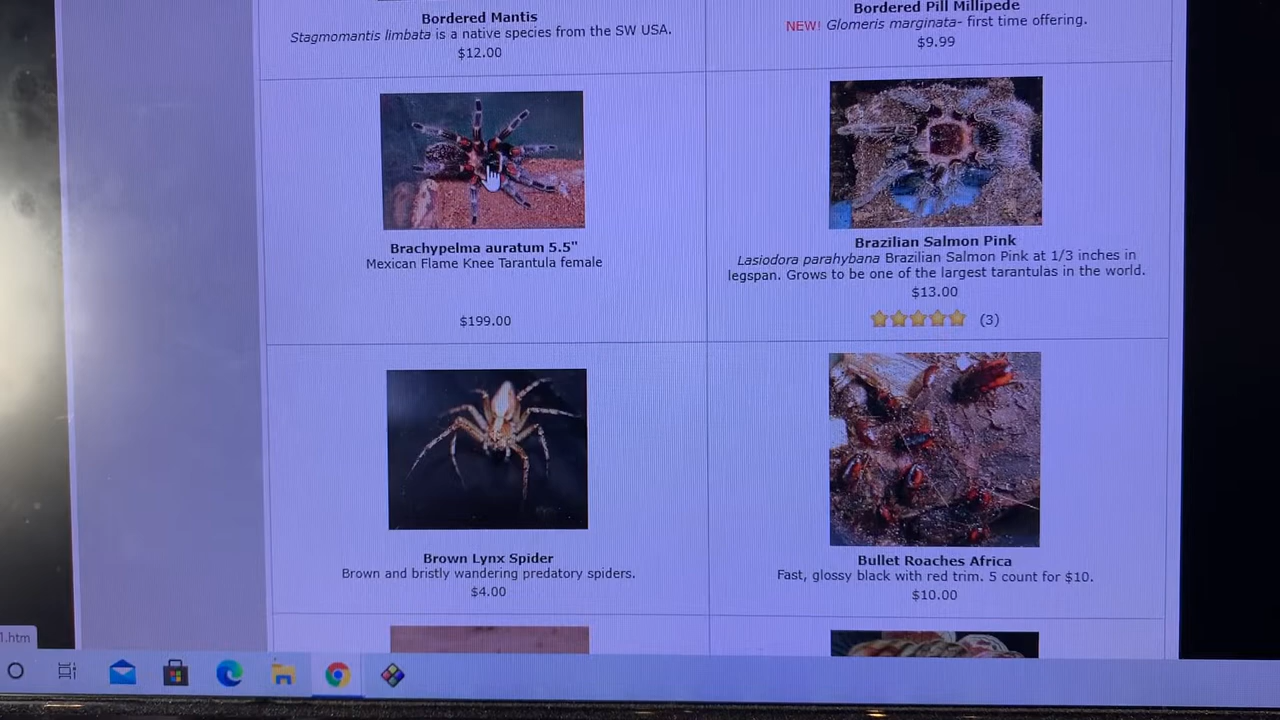 Bordered Mantis
Stagmomantis limbata is a native species from the SW USA.
$12.00
Bordered Pill Millipede
NEW! Glomeris marginata- first time offering.
$9.99
Brachypelma auratum 5.5"
Mexican Flame Knee Tarantula female
$199.00
Brazilian Salmon Pink
Lasiodora parahybana Brazilian Salmon Pink at 1/3 inches in
legspan. Grows to be one of the largest tarantulas in the world.
$13.00
(3)
Brown Lynx Spider
Brown and bristly wandering predatory spiders.
$4.00
Bullet Roaches Africa
Fast, glossy black with red trim. 5 count for $10.
$10.00
1.htm